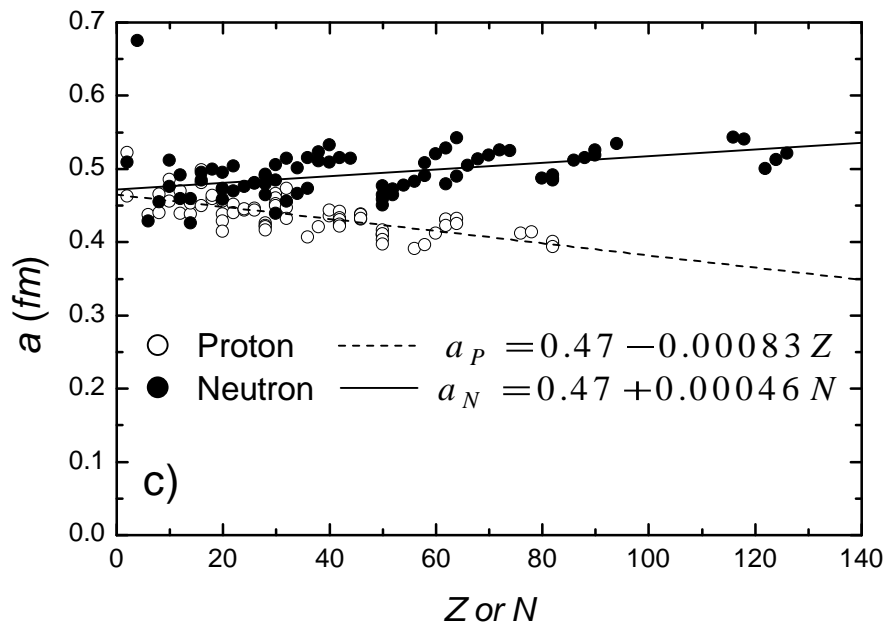 0.7
0.6
0.5
0.4
0.3
0.2
0.1
0.0
a (fm)
Proton a_P = 0.47 − 0.00083 Z
Neutron a_N = 0.47 + 0.00046 N
c)
0 20 40 60 80 100 120 140
Z or N